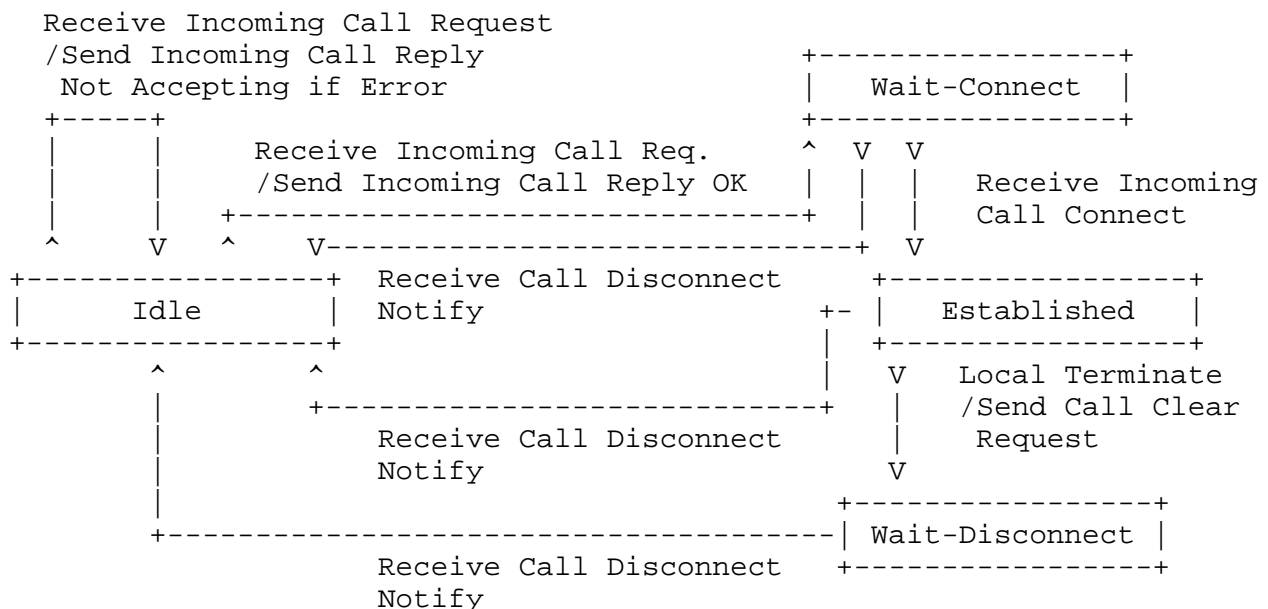 Receive Incoming Call Request
/Send Incoming Call Reply
Not Accepting if Error
Wait-Connect
Receive Incoming Call Req.
/Send Incoming Call Reply OK
Receive Incoming
Call Connect
Receive Call Disconnect
Notify
Idle
Established
Local Terminate
/Send Call Clear
Request
Receive Call Disconnect
Notify
Wait-Disconnect
Receive Call Disconnect
Notify